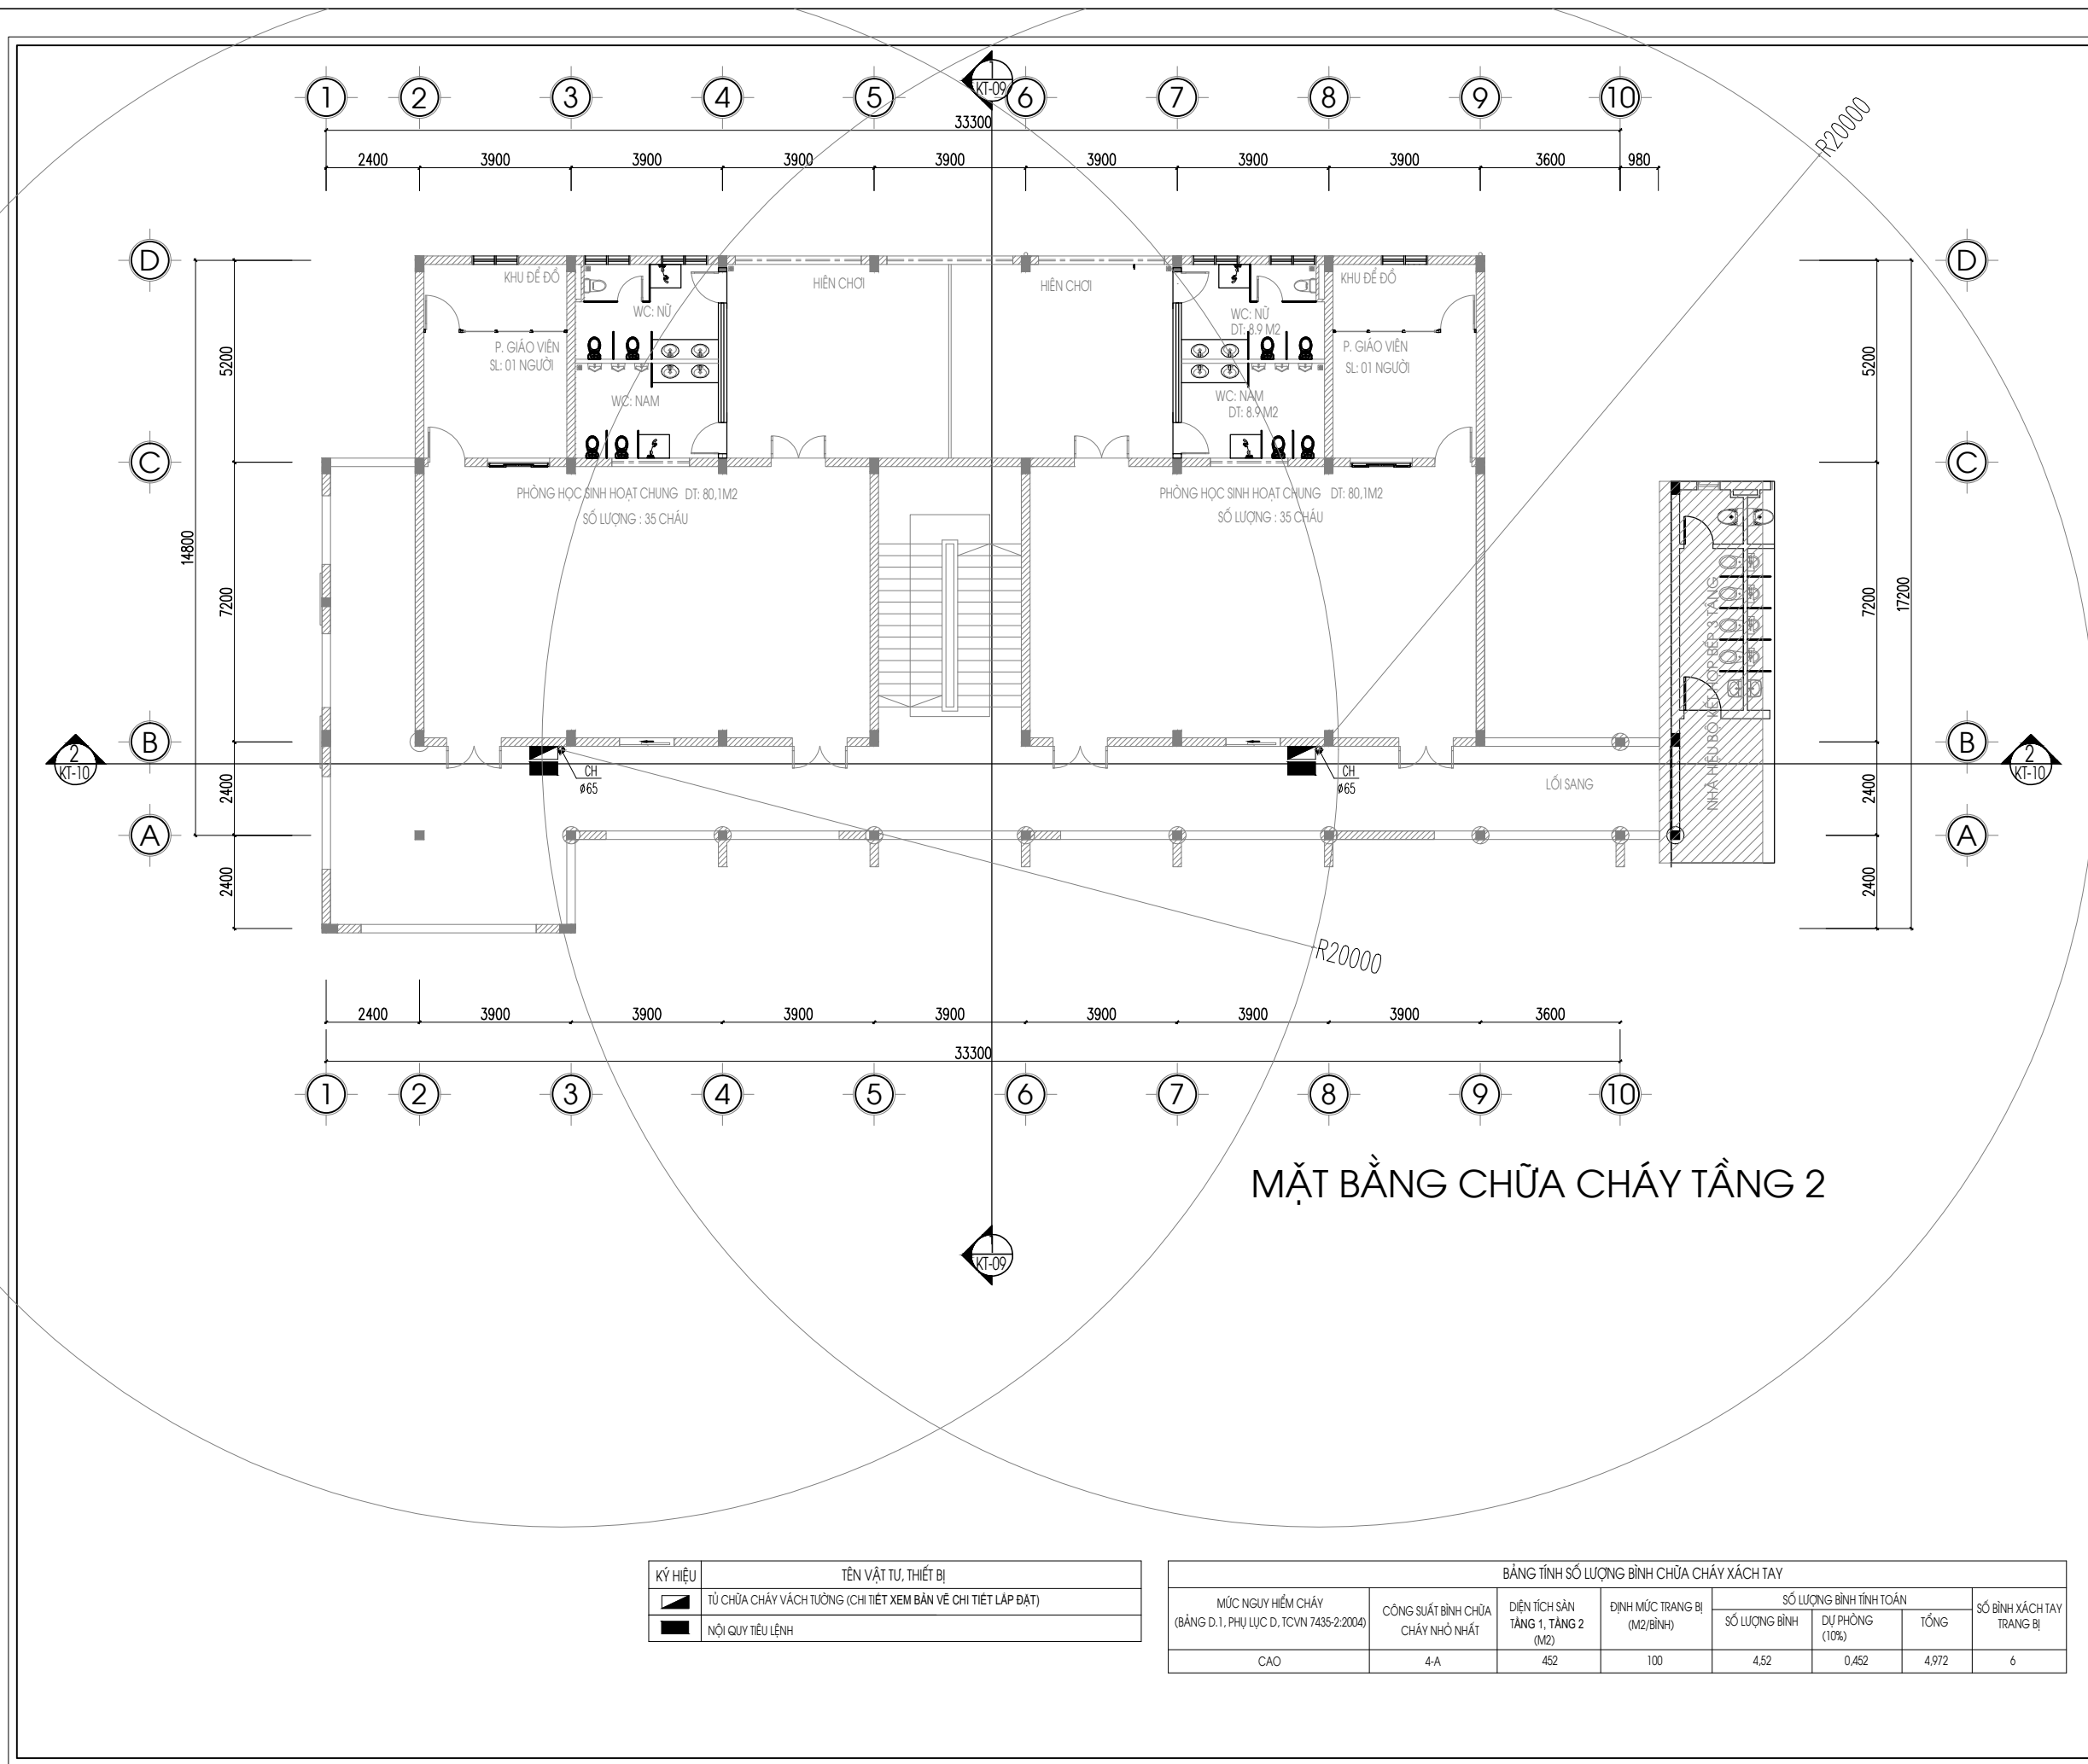 1
KT-09
1 2 3 4 5 6 7 8 9 10
33300
2400 3900 3900 3900 3900 3900 3900 3900 3600 980
R20000
D D
KHU ĐỂ ĐỒ
HIÊN CHƠI
HIÊN CHƠI
KHU ĐỂ ĐỒ
WC: NỮ
WC: NỮ
DT: 8.9 M2
P. GIÁO VIÊN
SL: 01 NGƯỜI
P. GIÁO VIÊN
SL: 01 NGƯỜI
5200
5200
WC: NAM
WC: NAM
DT: 8.9 M2
C C
PHÒNG HỌC SINH HOẠT CHUNG DT: 80,1M2
SỐ LƯỢNG : 35 CHÁU
PHÒNG HỌC SINH HOẠT CHUNG DT: 80,1M2
SỐ LƯỢNG : 35 CHÁU
14800
7200
7200
17200
NHÀ HIỆU BỘ KẾT HỢP BẾP 3 TẦNG
B B
2
KT-10
2
KT-10
CH
ø65
CH
ø65
LỐI SANG
2400
2400
A A
2400
2400
R20000
2400 3900 3900 3900 3900 3900 3900 3900 3600
33300
1 2 3 4 5 6 7 8 9 10
MẶT BẰNG CHỮA CHÁY TẦNG 2
1
KT-09
KÝ HIỆU TÊN VẬT TƯ, THIẾT BỊ
TỦ CHỮA CHÁY VÁCH TƯỜNG (CHI TIẾT XEM BẢN VẼ CHI TIẾT LẮP ĐẶT)
NỘI QUY TIÊU LỆNH
BẢNG TÍNH SỐ LƯỢNG BÌNH CHỮA CHÁY XÁCH TAY
MỨC NGUY HIỂM CHÁY
(BẢNG D.1, PHỤ LỤC D, TCVN 7435-2:2004)
CÔNG SUẤT BÌNH CHỮA
CHÁY NHỎ NHẤT
DIỆN TÍCH SÀN
TẦNG 1, TẦNG 2
(M2)
ĐỊNH MỨC TRANG BỊ
(M2/BÌNH)
SỐ LƯỢNG BÌNH TÍNH TOÁN
SỐ LƯỢNG BÌNH
DỰ PHÒNG
(10%)
TỔNG
SỐ BÌNH XÁCH TAY
TRANG BỊ
CAO 4-A 452 100 4,52 0,452 4,972 6